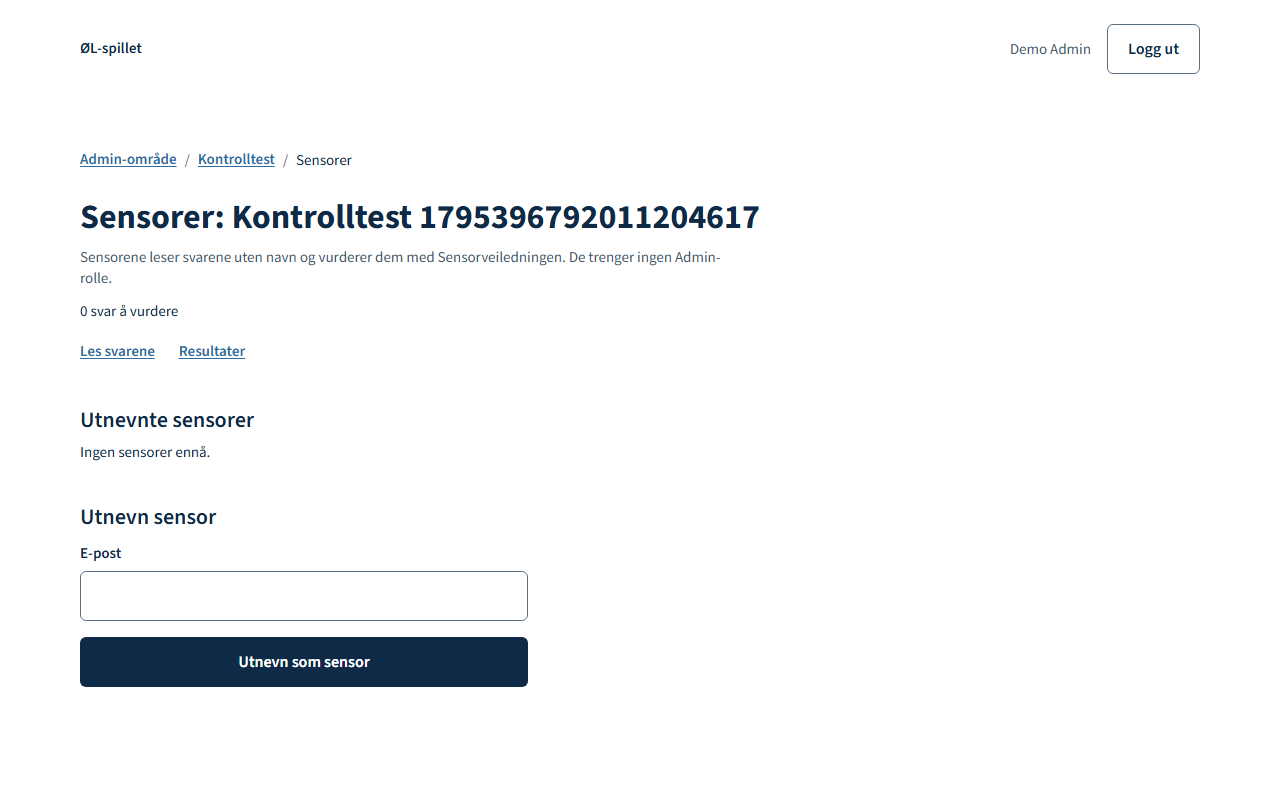 ØL-spillet
Demo Admin
Logg ut
Admin-område / Kontrolltest / Sensorer
Sensorer: Kontrolltest 1795396792011204617
Sensorene leser svarene uten navn og vurderer dem med Sensorveiledningen. De trenger ingen Admin-
rolle.
0 svar å vurdere
Les svarene Resultater
Utnevnte sensorer
Ingen sensorer ennå.
Utnevn sensor
E-post
Utnevn som sensor